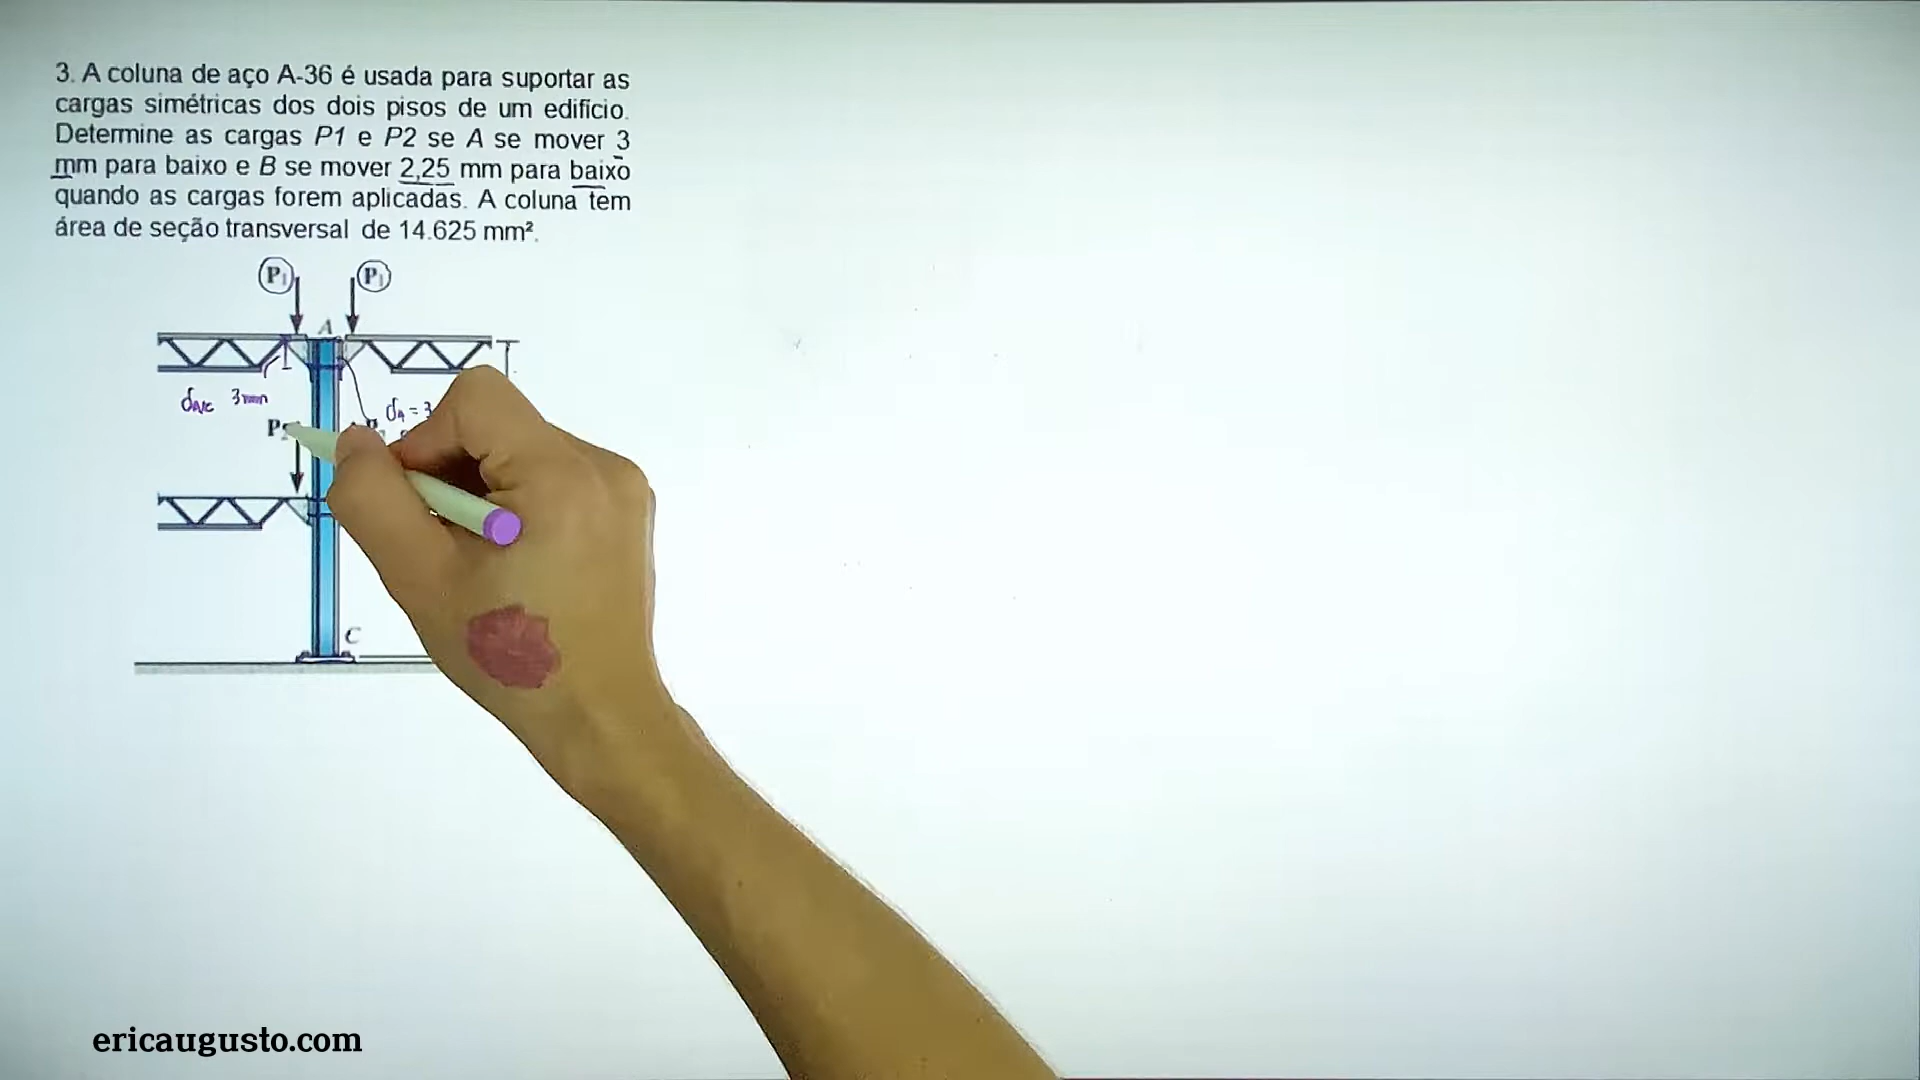 3. A coluna de aço A-36 é usada para suportar as
cargas simétricas dos dois pisos de um edifício.
Determine as cargas P1 e P2 se A se mover 3
mm para baixo e B se mover 2,25 mm para baixo
quando as cargas forem aplicadas. A coluna tem
área de seção transversal de 14.625 mm².
P₁ P₁
A
3mm
P₂
C
ericaugusto.com